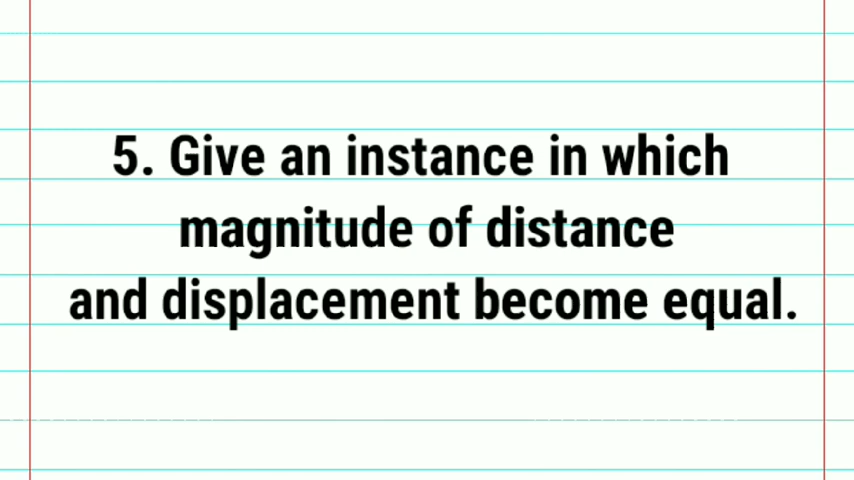 5. Give an instance in which
magnitude of distance
and displacement become equal.